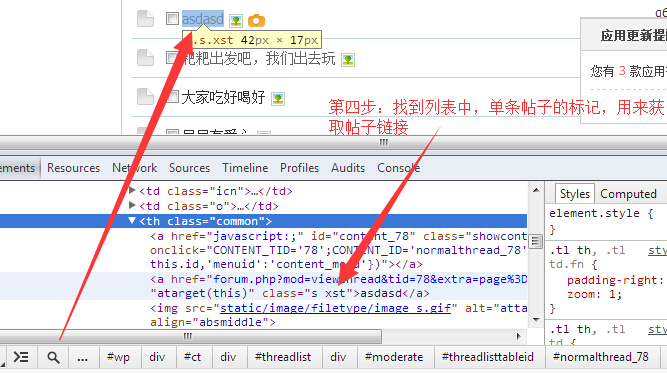 asdasd
.s.xst 42px × 17px
粑粑出发吧，我们出去玩
大家吃好喝好
应用更新提醒
您有 3 款应用
第四步：找到列表中，单条帖子的标记，用来获
取帖子链接
ements Resources Network Sources Timeline Profiles Audits Console
<td class="icn">…</td>
<td class="o">…</td>
<th class="common">
<a href="javascript:;" id="content_78" class="showcont
onclick="CONTENT_TID='78';CONTENT_ID='normalthread_78'
this.id,'menuid':'content_menu'})"></a>
<a href="forum.php?mod=viewthread&tid=78&extra=page%3D
"atarget(this)" class="s xst">asdasd</a>
<img src="static/image/filetype/image_s.gif" alt="atta
align="absmiddle">
Styles Computed
element.style {
}
.tl th, .tl sty
td.fn {
padding-right:
zoom: 1;
}
.tl th, .tl sty
td {
... #wp div #ct div #threadlist div #moderate #threadlisttableid #normalthread_78